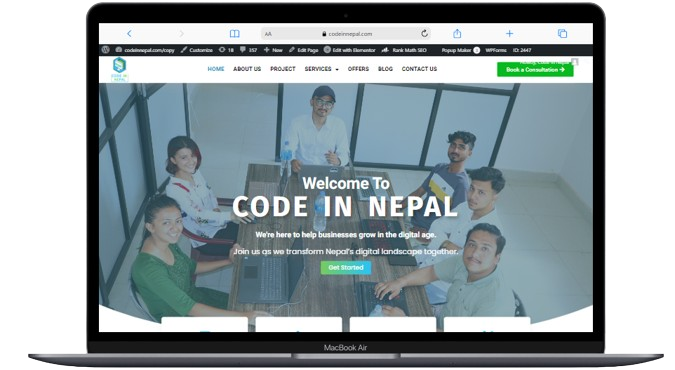 AA codeinnepal.com
codeinnepal.com/copy Customize 18 357 New Edit Page Edit with Elementor Rank Math SEO Popup Maker WPForms ID: 2447
CODE IN
NEPAL
HOME ABOUT US PROJECT SERVICES OFFERS BLOG CONTACT US
Book a Consultation →
Welcome To
CODE IN NEPAL
We're here to help businesses grow in the digital age.
Join us as we transform Nepal's digital landscape together.
Get Started
MacBook Air